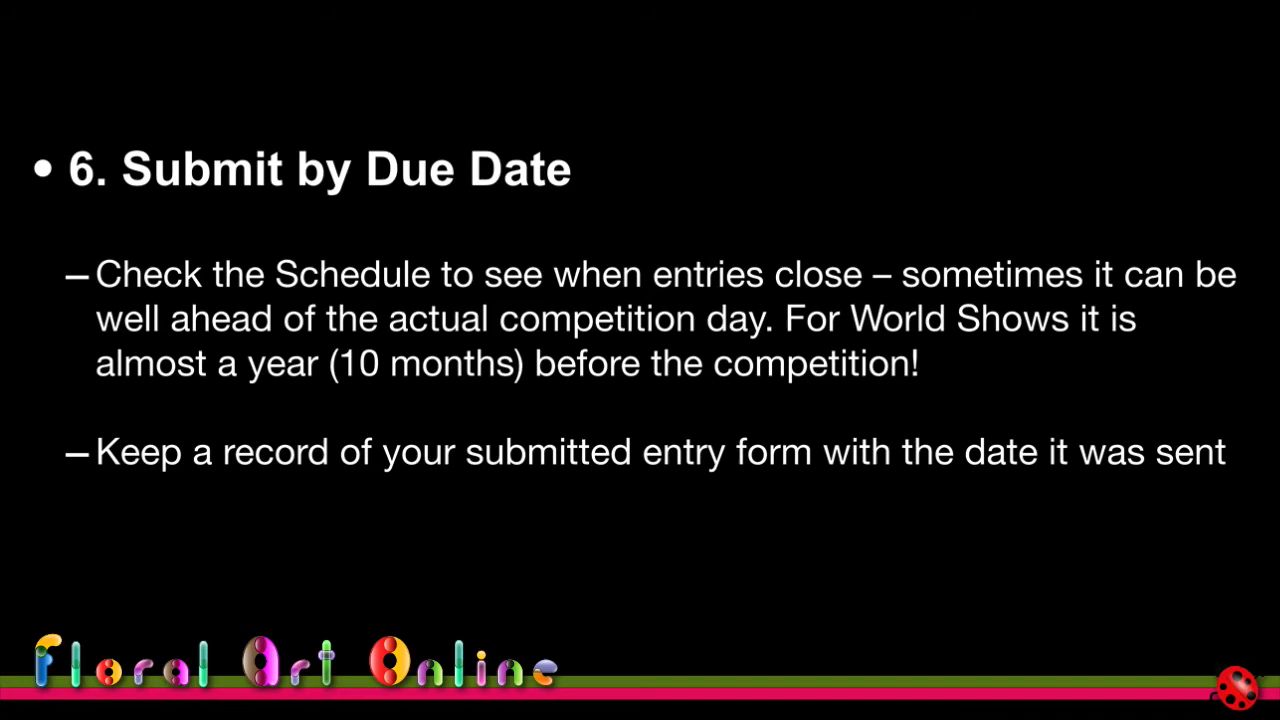 • 6. Submit by Due Date
– Check the Schedule to see when entries close – sometimes it can be
well ahead of the actual competition day. For World Shows it is
almost a year (10 months) before the competition!
– Keep a record of your submitted entry form with the date it was sent
Floral Art Online